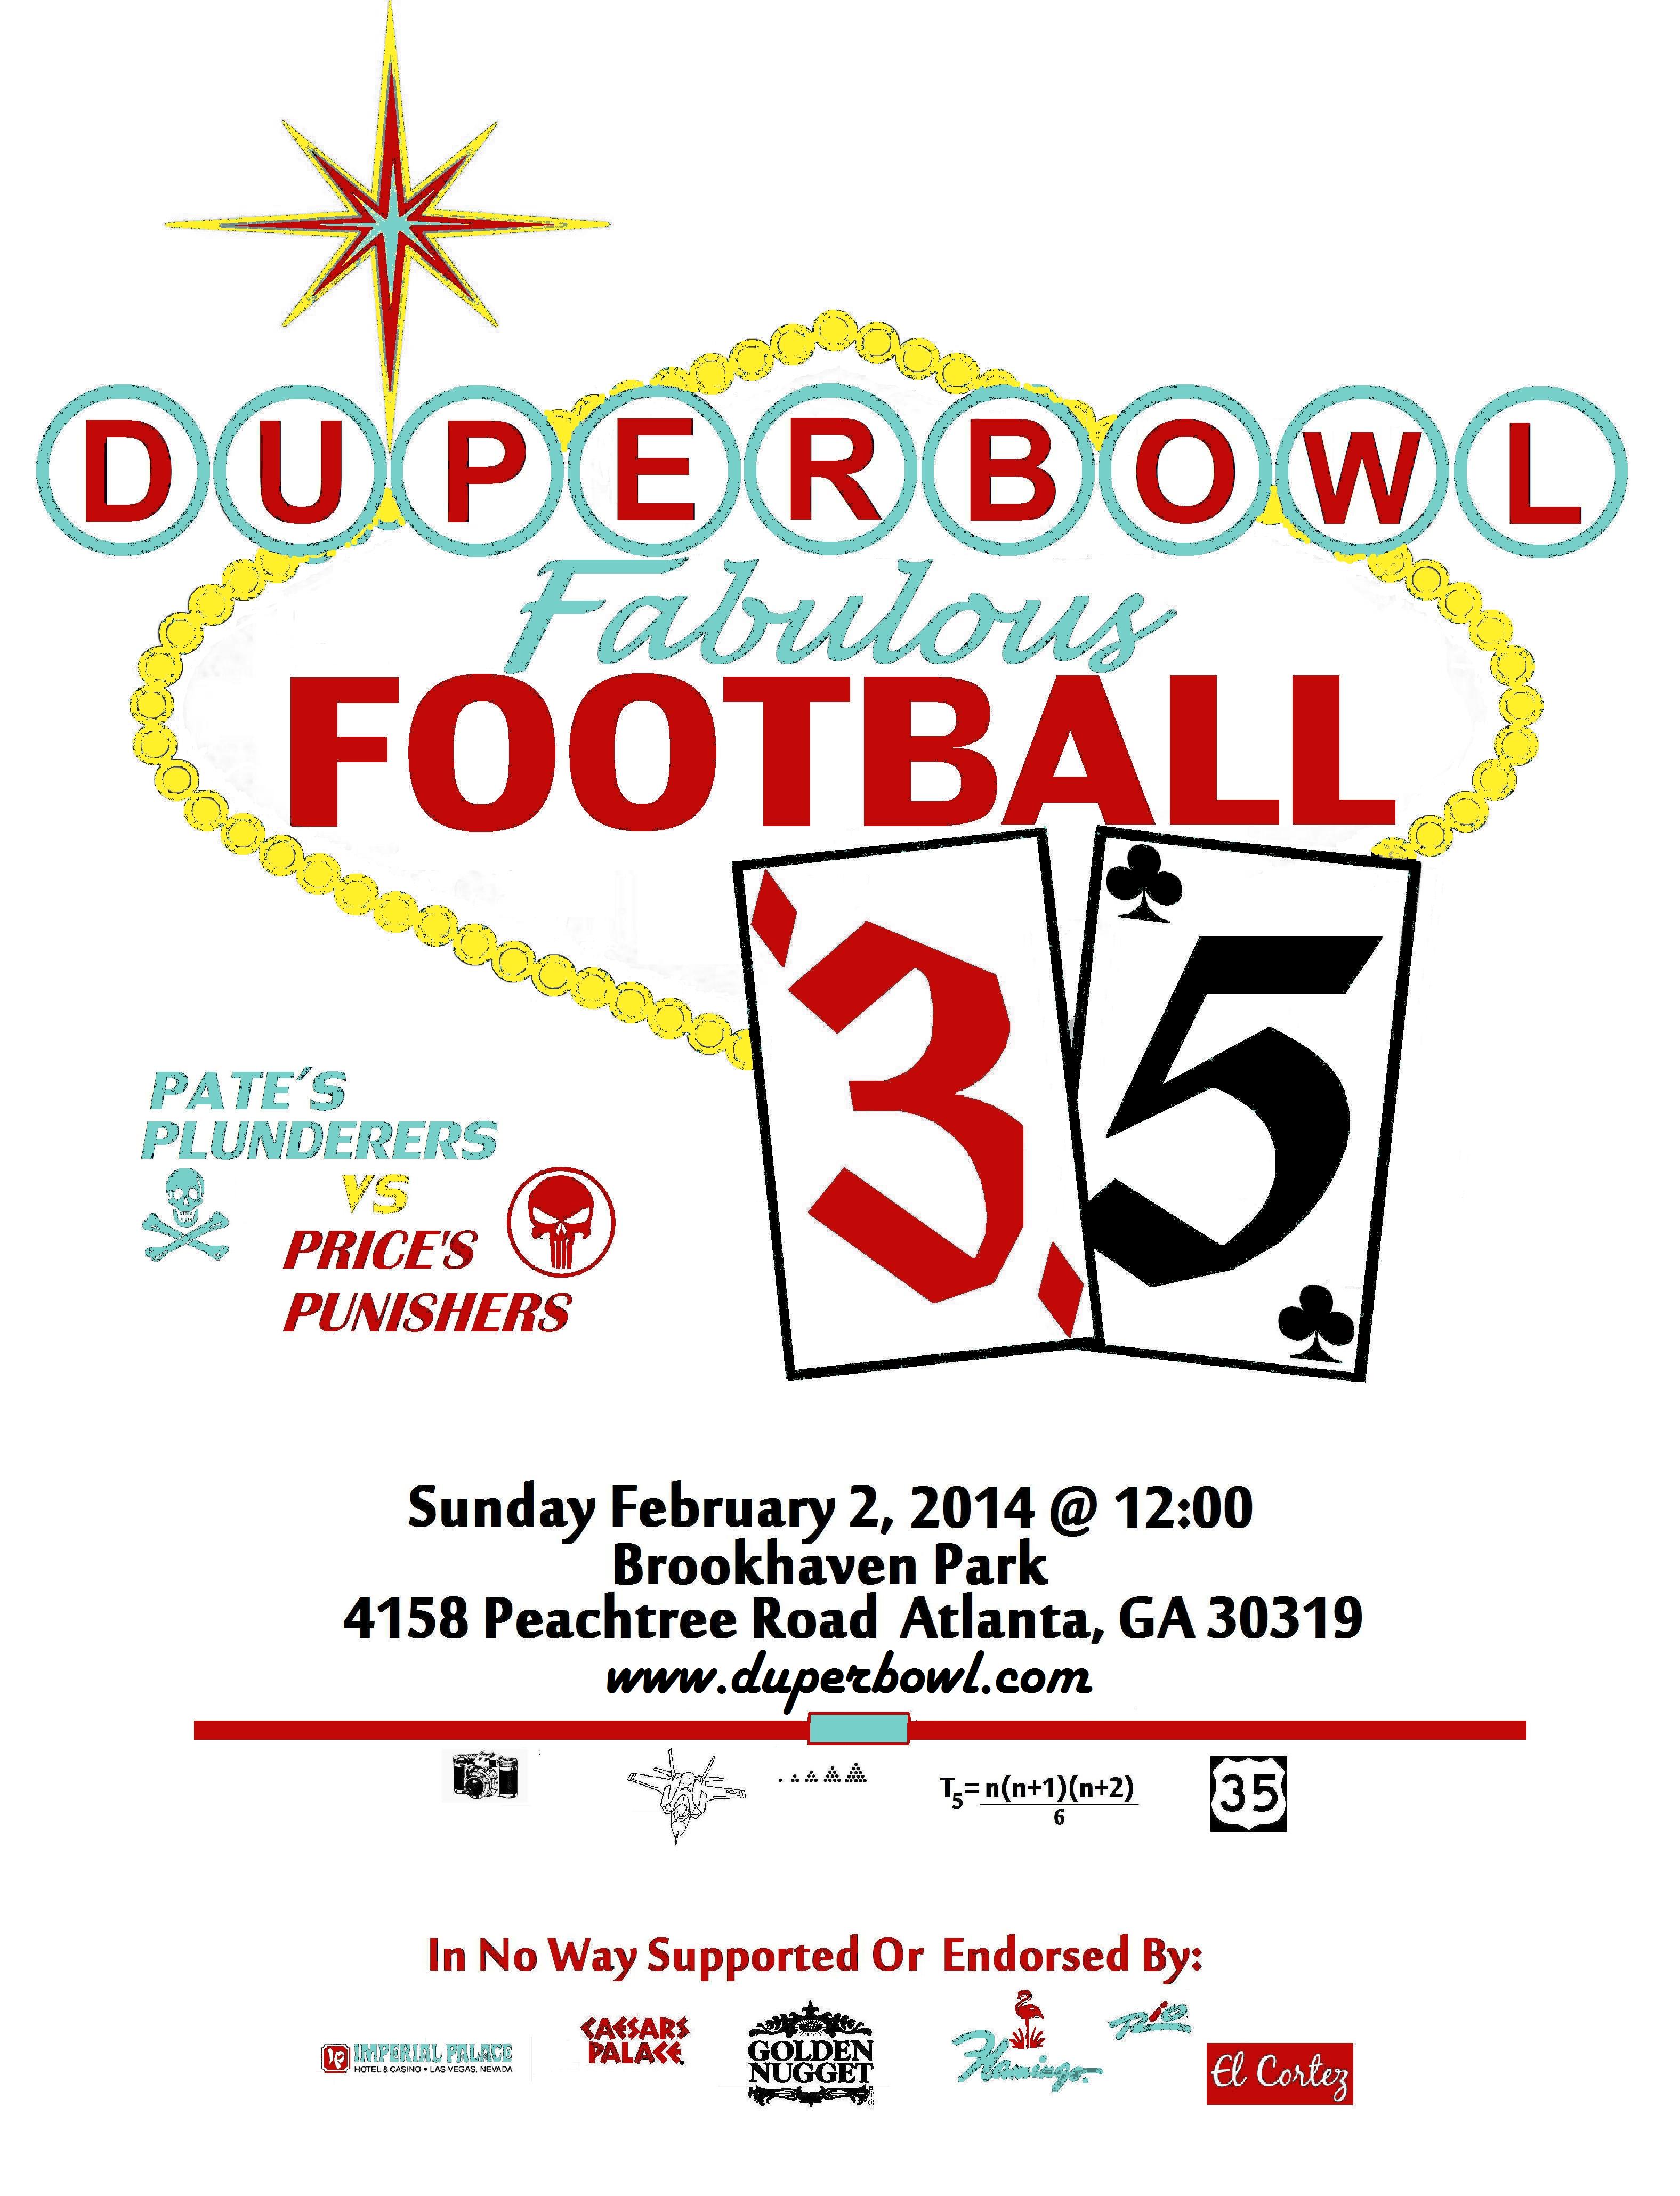 DUPERBOWL
Fabulous
FOOTBALL
35
PATE'S
PLUNDERERS
VS
PRICE'S
PUNISHERS
Sunday February 2, 2014 @ 12:00
Brookhaven Park
4158 Peachtree Road Atlanta, GA 30319
www.duperbowl.com
T5=n(n+1)(n+2)
6
35
In No Way Supported Or Endorsed By:
IP IMPERIAL PALACE
HOTEL & CASINO • LAS VEGAS, NEVADA
CAESARS
PALACE
GOLDEN
NUGGET
Flamingo
Rio
El Cortez